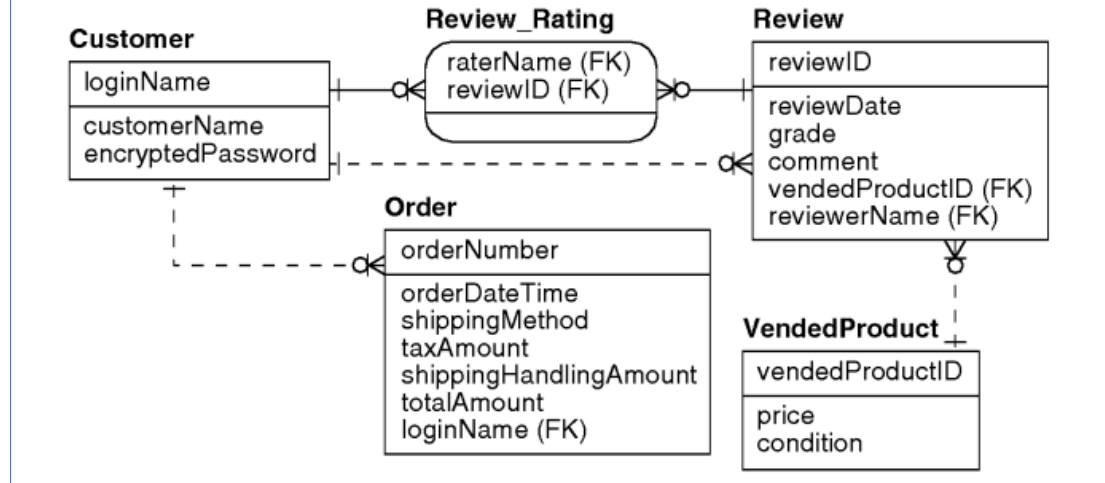 Customer
loginName
customerName
encryptedPassword
Review_Rating
raterName (FK)
reviewID (FK)
Review
reviewID
reviewDate
grade
comment
vendedProductID (FK)
reviewerName (FK)
Order
orderNumber
orderDateTime
shippingMethod
taxAmount
shippingHandlingAmount
totalAmount
loginName (FK)
VendedProduct
vendedProductID
price
condition